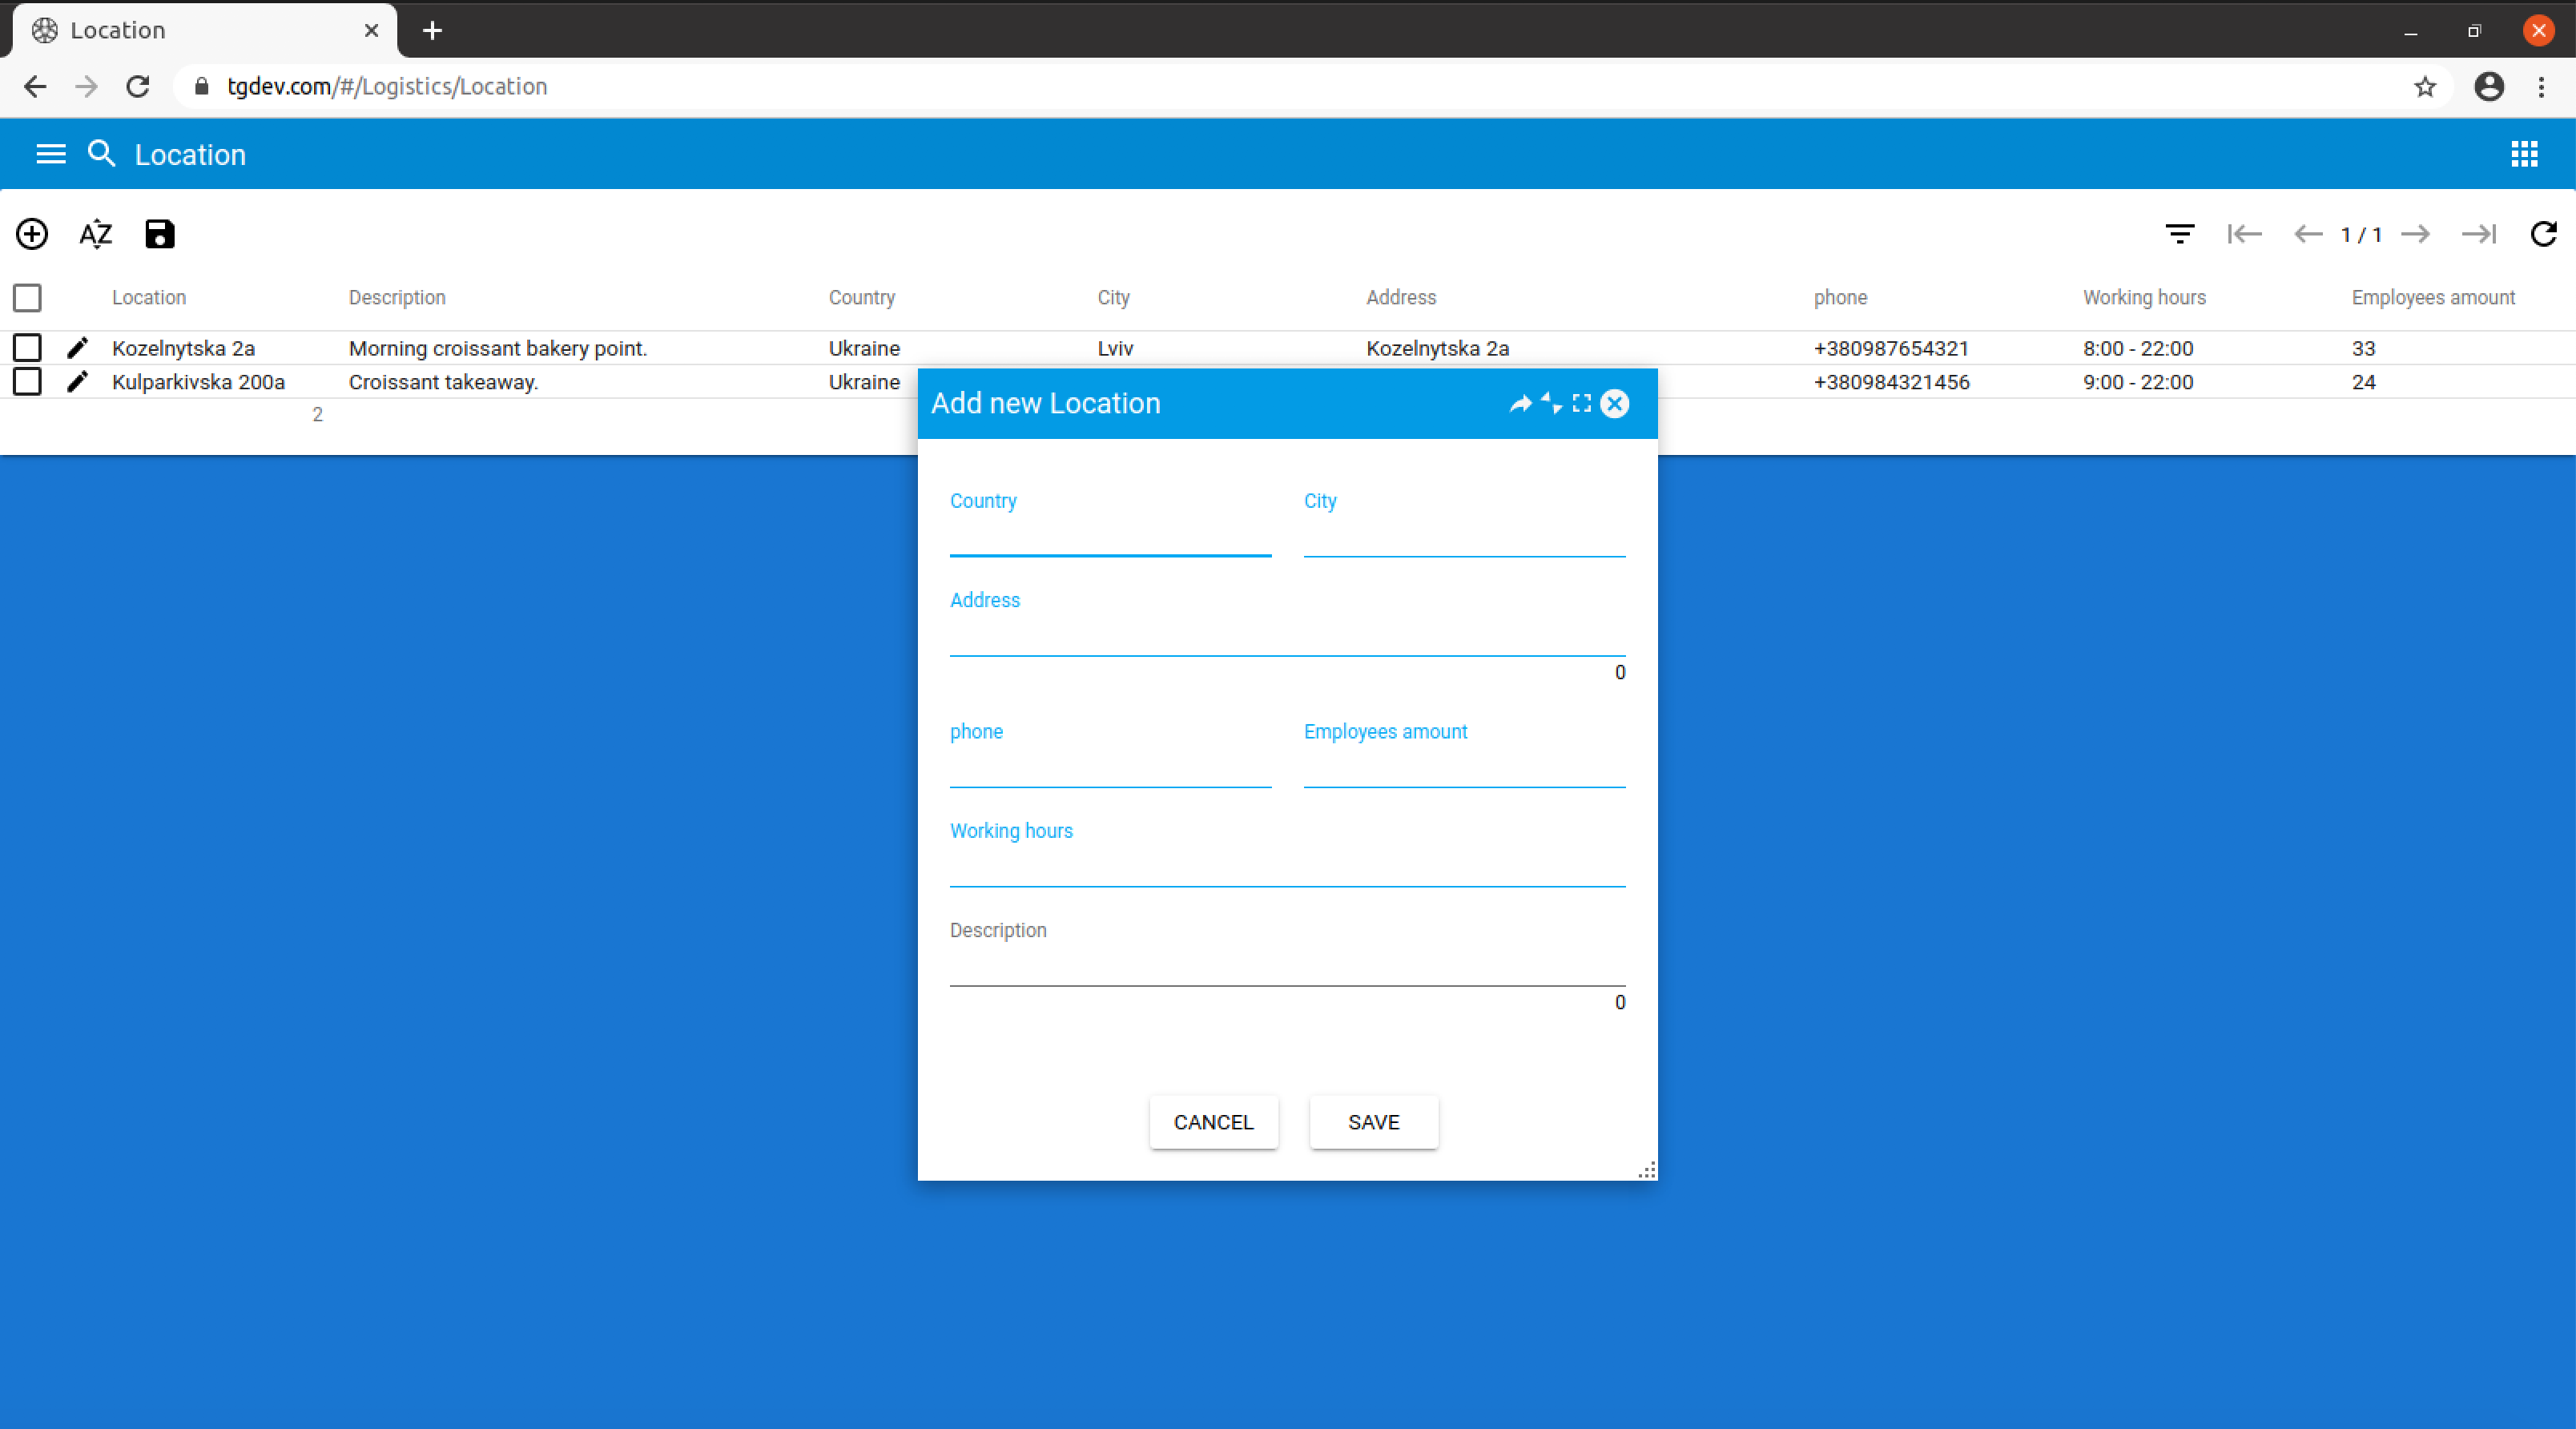 Location
tgdev.com/#/Logistics/Location
Location
AZ
1 / 1
Location Description Country City Address phone Working hours Employees amount
Kozelnytska 2a Morning croissant bakery point. Ukraine Lviv Kozelnytska 2a +380987654321 8:00 - 22:00 33
Kulparkivska 200a Croissant takeaway. Ukraine +380984321456 9:00 - 22:00 24
2
Add new Location
Country City
Address
0
phone Employees amount
Working hours
Description
0
CANCEL SAVE